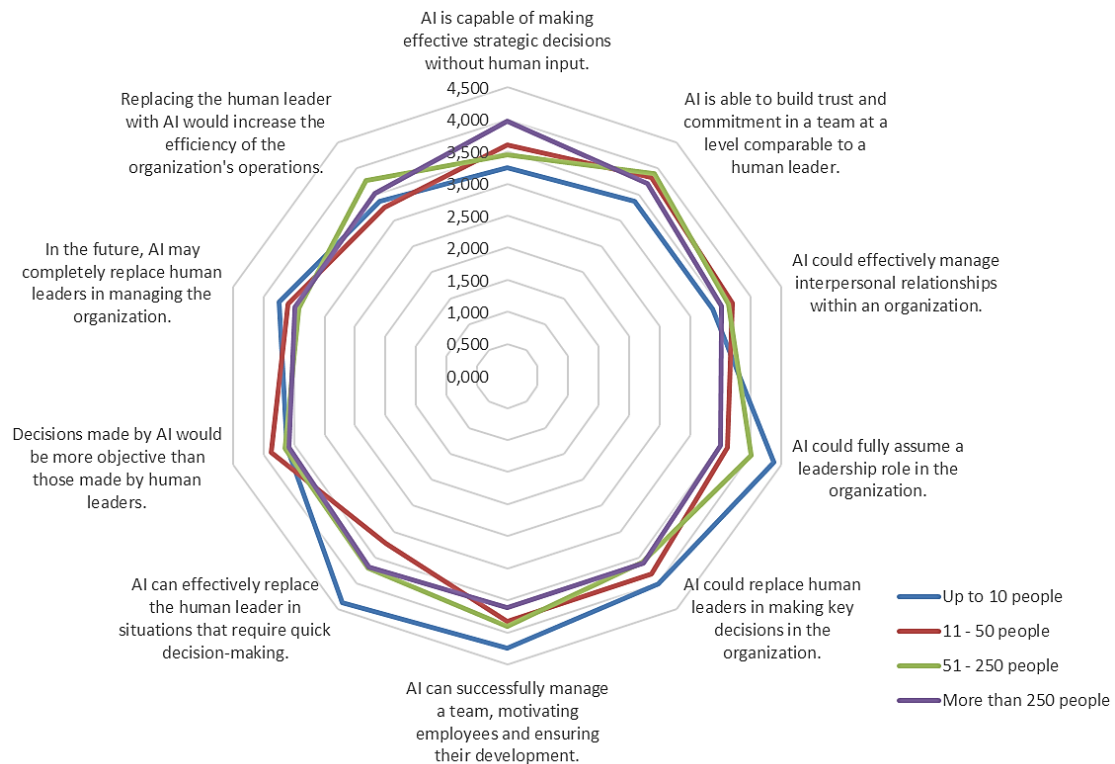 AI is capable of making
effective strategic decisions
without human input.
AI is able to build trust and
commitment in a team at a
level comparable to a
human leader.
AI could effectively manage
interpersonal relationships
within an organization.
AI could fully assume a
leadership role in the
organization.
AI could replace human
leaders in making key
decisions in the
organization.
AI can successfully manage
a team, motivating
employees and ensuring
their development.
AI can effectively replace
the human leader in
situations that require quick
decision-making.
Decisions made by AI would
be more objective than
those made by human
leaders.
In the future, AI may
completely replace human
leaders in managing the
organization.
Replacing the human leader
with AI would increase the
efficiency of the
organization's operations.
4,500
4,000
3,500
3,000
2,500
2,000
1,500
1,000
0,500
0,000
Up to 10 people
11 - 50 people
51 - 250 people
More than 250 people